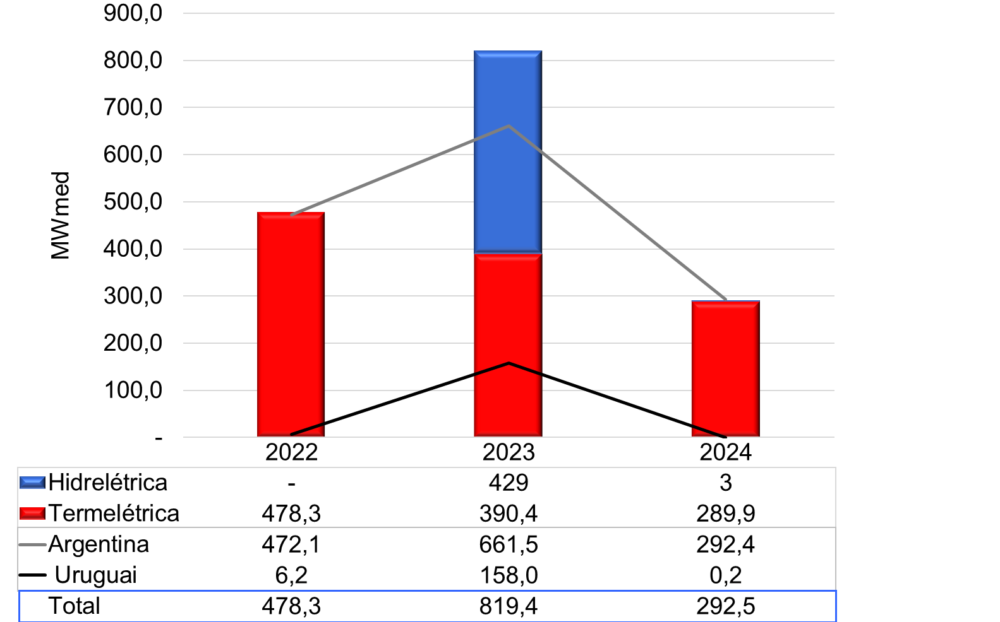 900,0
800,0
700,0
600,0
500,0
400,0
300,0
200,0
100,0
-
MWmed
2022 2023 2024
Hidrelétrica - 429 3
Termelétrica 478,3 390,4 289,9
Argentina 472,1 661,5 292,4
Uruguai 6,2 158,0 0,2
Total 478,3 819,4 292,5